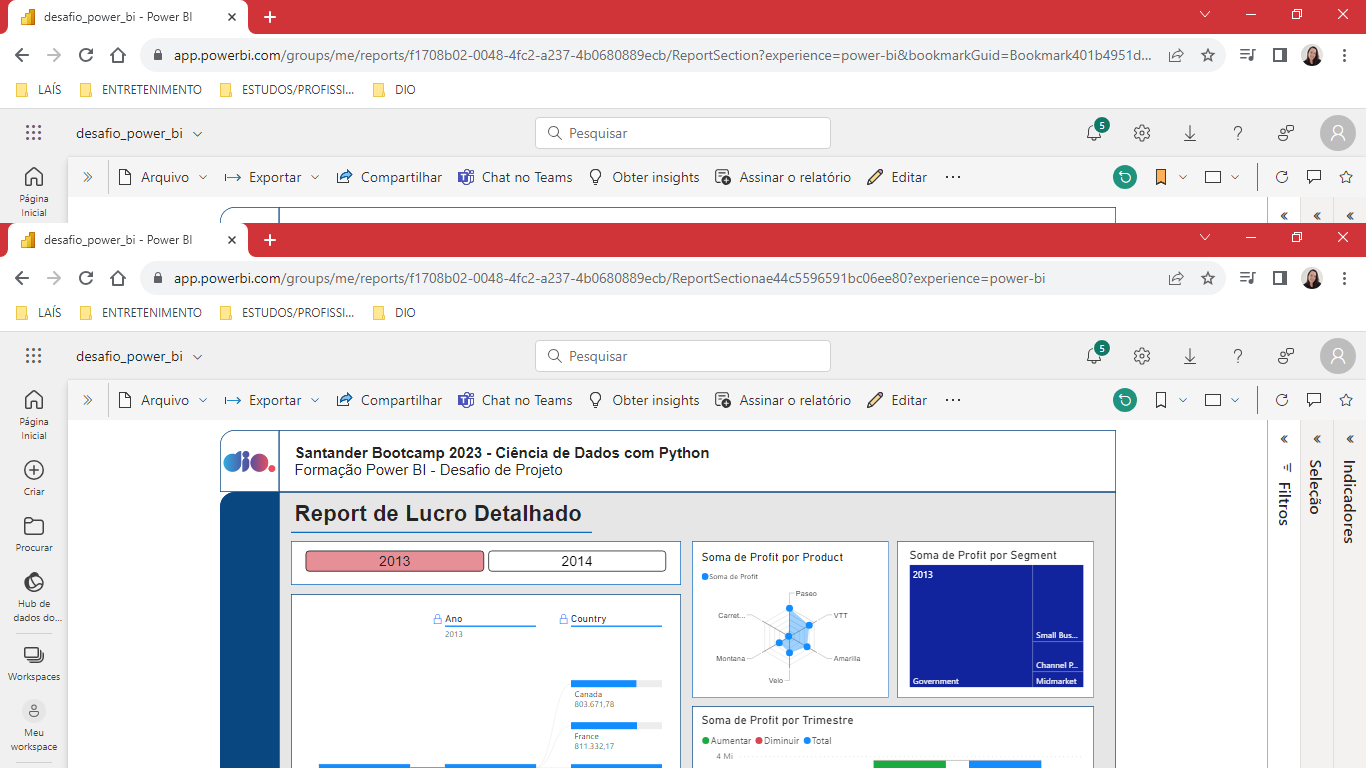 desafio_power_bi - Power BI
app.powerbi.com/groups/me/reports/f1708b02-0048-4fc2-a237-4b0680889ecb/ReportSection?experience=power-bi&bookmarkGuid=Bookmark401b4951d...
LAÍS ENTRETENIMENTO ESTUDOS/PROFISSI... DIO
desafio_power_bi Pesquisar 5
Arquivo Exportar Compartilhar Chat no Teams Obter insights Assinar o relatório Editar ...
Página
Inicial
desafio_power_bi - Power BI
app.powerbi.com/groups/me/reports/f1708b02-0048-4fc2-a237-4b0680889ecb/ReportSectionae44c5596591bc06ee80?experience=power-bi
LAÍS ENTRETENIMENTO ESTUDOS/PROFISSI... DIO
desafio_power_bi Pesquisar 5
Arquivo Exportar Compartilhar Chat no Teams Obter insights Assinar o relatório Editar ...
Página
Inicial
Criar
Procurar
Hub de
dados do...
Workspaces
Meu
workspace
dio.
Santander Bootcamp 2023 - Ciência de Dados com Python
Formação Power BI - Desafio de Projeto
Report de Lucro Detalhado
2013 2014
Ano Country
2013
Canada
803.671,78
France
811.332,17
Soma de Profit por Product
Soma de Profit
Paseo
Carret... VTT
Montana Amarilla
Velo
Soma de Profit por Segment
2013
Small Bus...
Channel P...
Government Midmarket
Soma de Profit por Trimestre
Aumentar Diminuir Total
4 Mi
Filtros
Seleção
Indicadores